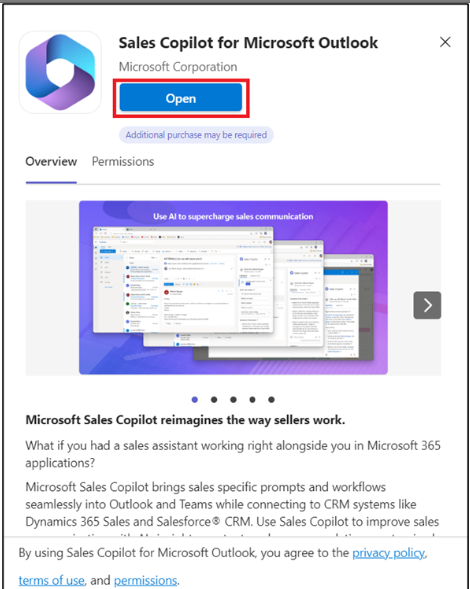 Sales Copilot for Microsoft Outlook
Microsoft Corporation
Open
Additional purchase may be required
Overview
Permissions
Use AI to supercharge sales communication
Microsoft Sales Copilot reimagines the way sellers work.
What if you had a sales assistant working right alongside you in Microsoft 365
applications?
Microsoft Sales Copilot brings sales specific prompts and workflows
seamlessly into Outlook and Teams while connecting to CRM systems like
Dynamics 365 Sales and Salesforce® CRM. Use Sales Copilot to improve sales
By using Sales Copilot for Microsoft Outlook, you agree to the privacy policy,
terms of use, and permissions.